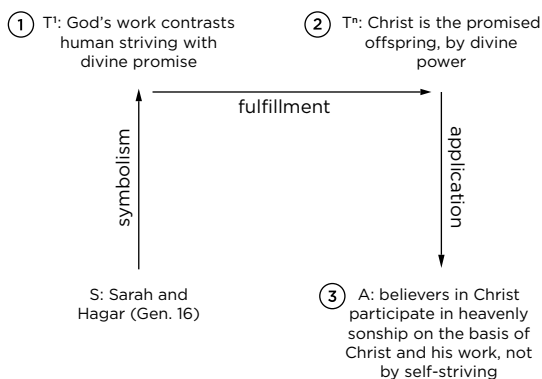 1 T¹: God's work contrasts
human striving with
divine promise
2 Tⁿ: Christ is the promised
offspring, by divine
power
fulfillment
symbolism
application
S: Sarah and
Hagar (Gen. 16)
3 A: believers in Christ
participate in heavenly
sonship on the basis of
Christ and his work, not
by self-striving